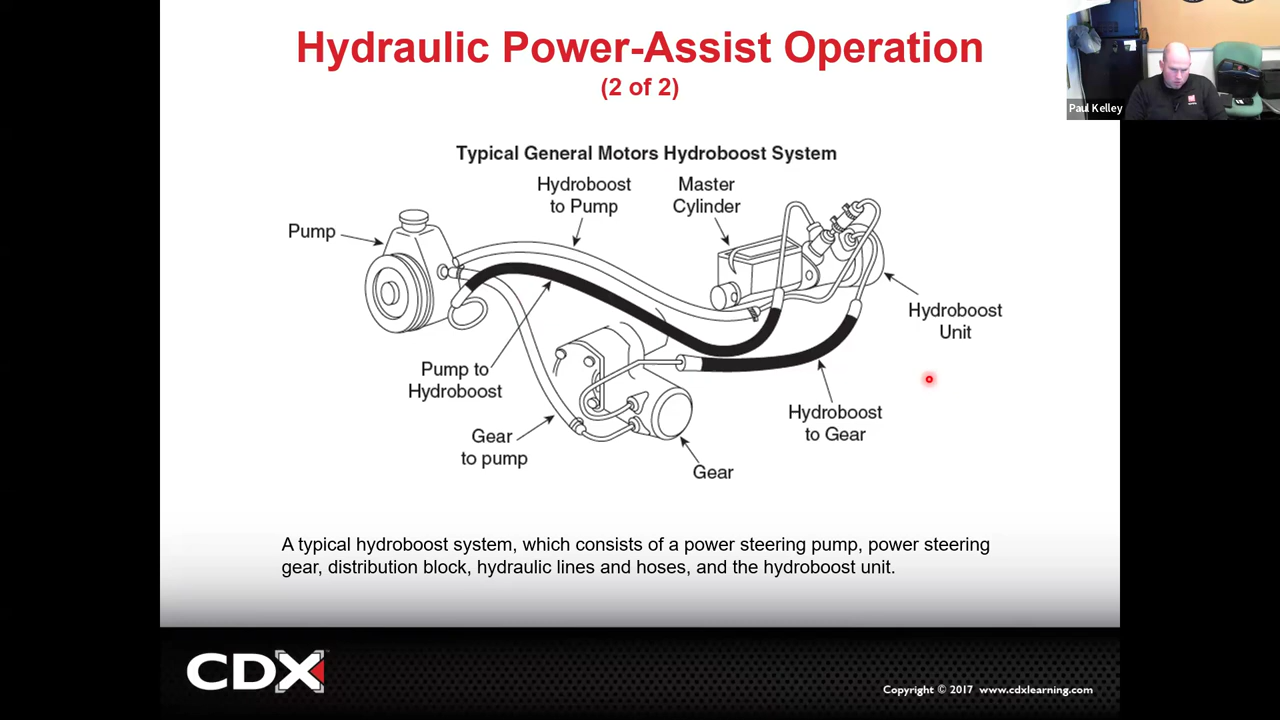 Hydraulic Power-Assist Operation
(2 of 2)
Paul Kelley
Typical General Motors Hydroboost System
Hydroboost
to Pump
Master
Cylinder
Pump
Hydroboost
Unit
Pump to
Hydroboost
Hydroboost
to Gear
Gear
to pump
Gear
A typical hydroboost system, which consists of a power steering pump, power steering
gear, distribution block, hydraulic lines and hoses, and the hydroboost unit.
CDX
Copyright © 2017 www.cdxlearning.com